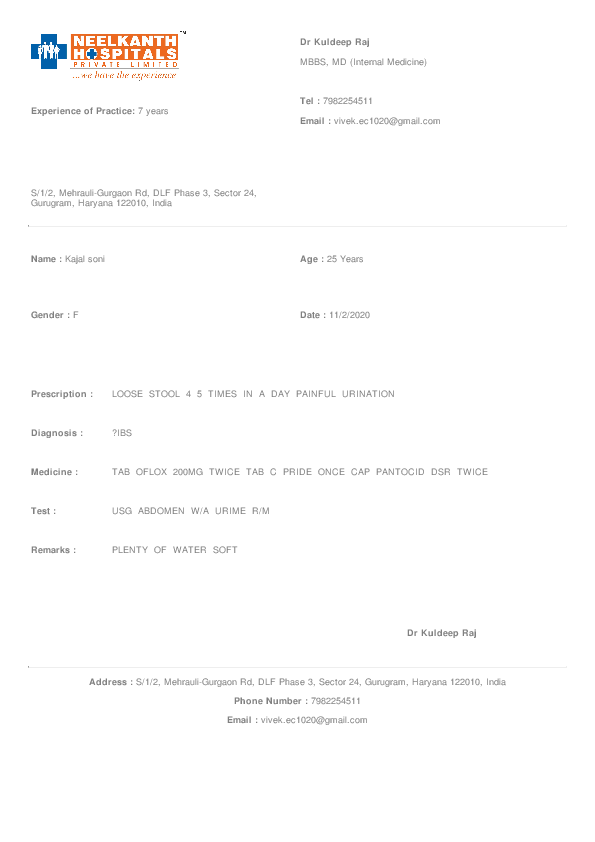 NEELKANTH
HOSPITALS
PRIVATE LIMITED
...we have the experience
TM
Dr Kuldeep Raj
MBBS, MD (Internal Medicine)
Tel : 7982254511
Experience of Practice: 7 years
Email : vivek.ec1020@gmail.com
S/1/2, Mehrauli-Gurgaon Rd, DLF Phase 3, Sector 24,
Gurugram, Haryana 122010, India
Name : Kajal soni
Age : 25 Years
Gender : F
Date : 11/2/2020
Prescription : LOOSE STOOL 4 5 TIMES IN A DAY PAINFUL URINATION
Diagnosis : ?IBS
Medicine : TAB OFLOX 200MG TWICE TAB C PRIDE ONCE CAP PANTOCID DSR TWICE
Test : USG ABDOMEN W/A URIME R/M
Remarks : PLENTY OF WATER SOFT
Dr Kuldeep Raj
Address : S/1/2, Mehrauli-Gurgaon Rd, DLF Phase 3, Sector 24, Gurugram, Haryana 122010, India
Phone Number : 7982254511
Email : vivek.ec1020@gmail.com